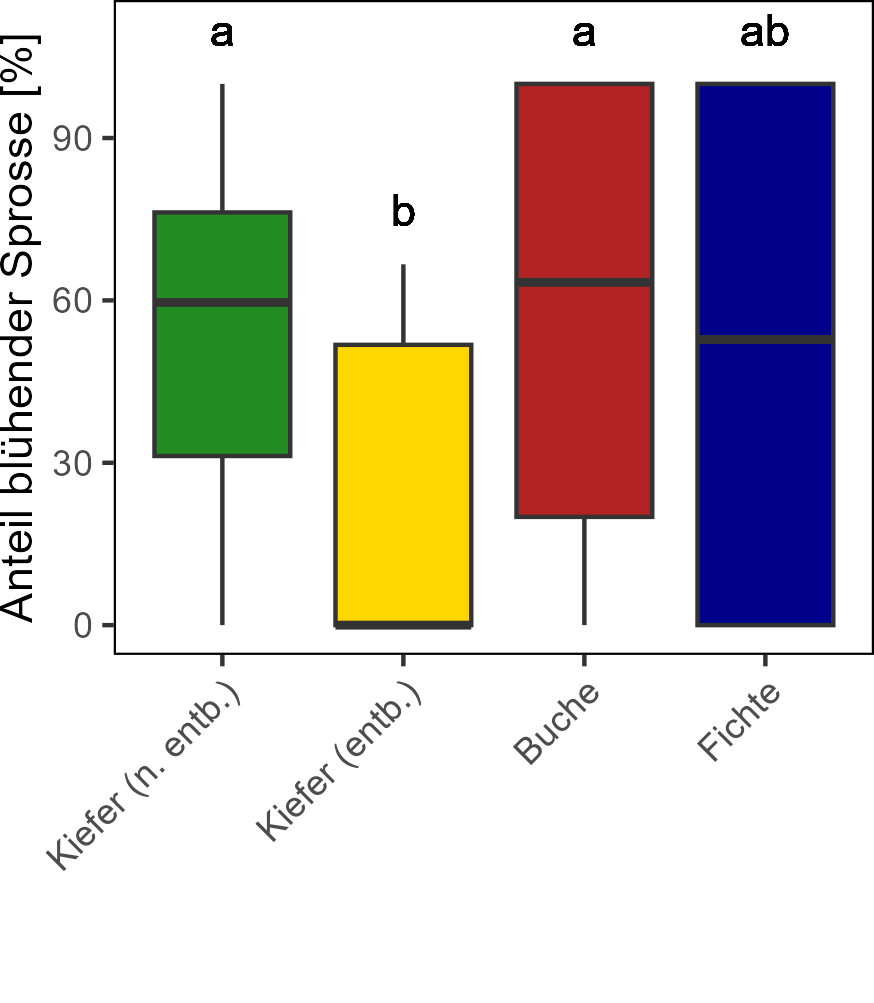 a a ab
b
Anteil blühender Sprosse [%]
90
60
30
0
Kiefer (n. entb.)
Kiefer (entb.)
Buche
Fichte